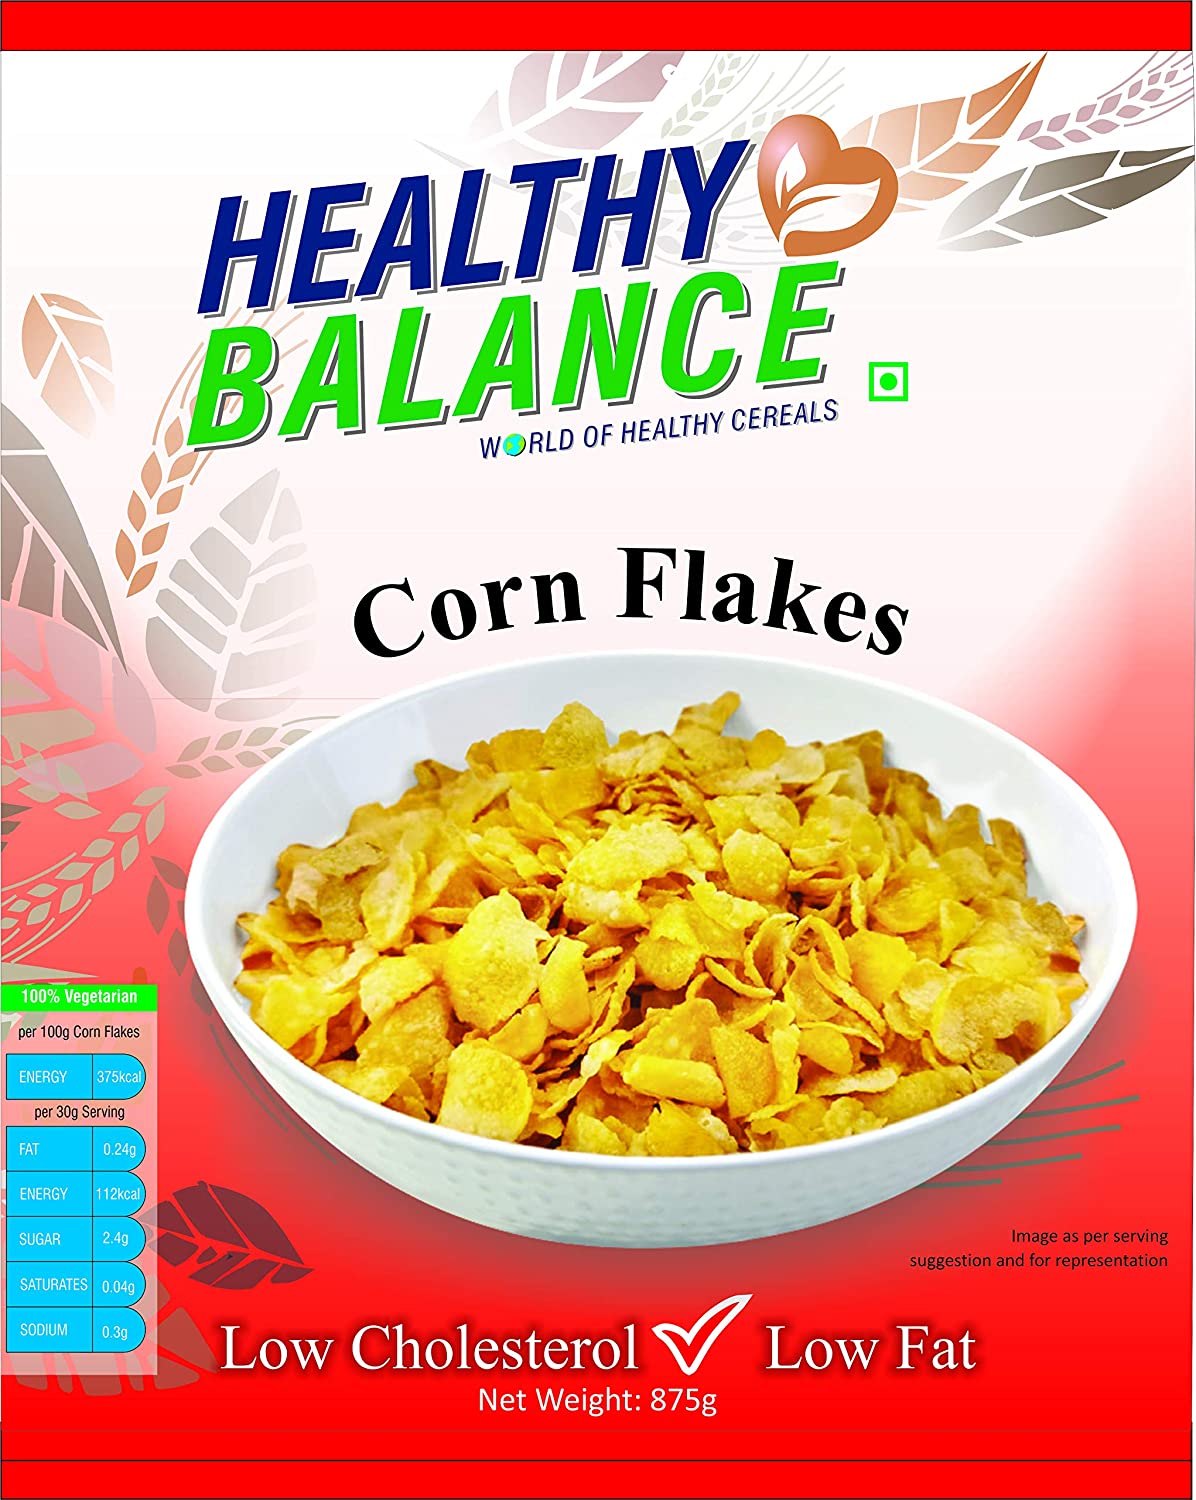 HEALTHY
BALANCE
WORLD OF HEALTHY CEREALS
Corn Flakes
100% Vegetarian
per 100g Corn Flakes
ENERGY 375kcal
per 30g Serving
FAT 0.24g
ENERGY 112kcal
SUGAR 2.4g
SATURATES 0.04g
SODIUM 0.3g
Image as per serving
suggestion and for representation
Low Cholesterol Low Fat
Net Weight: 875g